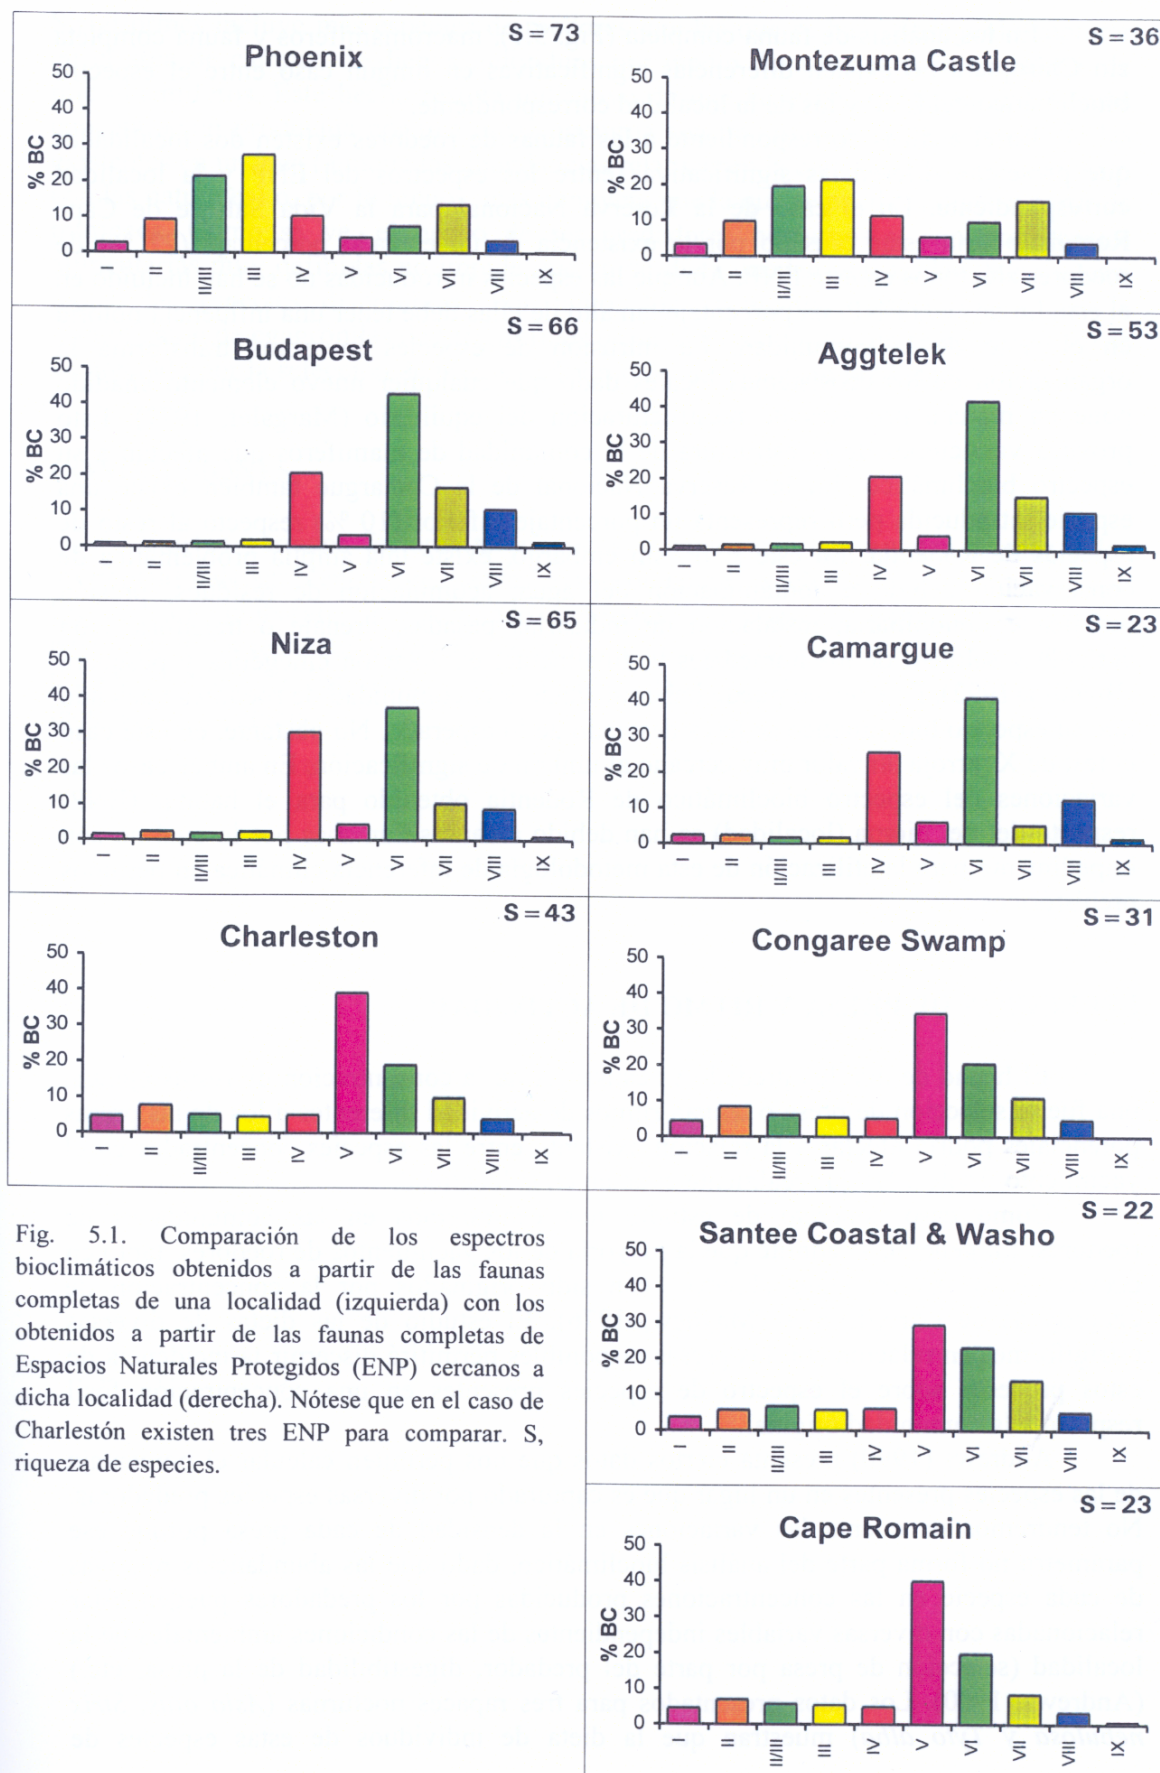 S = 73
Phoenix
50
40
30
20
10
0
% BC
I II II/III III IV V VI VII VIII IX
S = 36
Montezuma Castle
50
40
30
20
10
0
% BC
I II II/III III IV V VI VII VIII IX
S = 66
Budapest
50
40
30
20
10
0
% BC
I II II/III III IV V VI VII VIII IX
S = 53
Aggtelek
50
40
30
20
10
0
% BC
I II II/III III IV V VI VII VIII IX
S = 65
Niza
50
40
30
20
10
0
% BC
I II II/III III IV V VI VII VIII IX
S = 23
Camargue
50
40
30
20
10
0
% BC
I II II/III III IV V VI VII VIII IX
S = 43
Charleston
50
40
30
20
10
0
% BC
I II II/III III IV V VI VII VIII IX
S = 31
Congaree Swamp
50
40
30
20
10
0
% BC
I II II/III III IV V VI VII VIII IX
Fig. 5.1. Comparación de los espectros
bioclimáticos obtenidos a partir de las faunas
completas de una localidad (izquierda) con los
obtenidos a partir de las faunas completas de
Espacios Naturales Protegidos (ENP) cercanos a
dicha localidad (derecha). Nótese que en el caso de
Charlestón existen tres ENP para comparar. S,
riqueza de especies.
S = 22
Santee Coastal & Washo
50
40
30
20
10
0
% BC
I II II/III III IV V VI VII VIII IX
S = 23
Cape Romain
50
40
30
20
10
0
% BC
I II II/III III IV V VI VII VIII IX